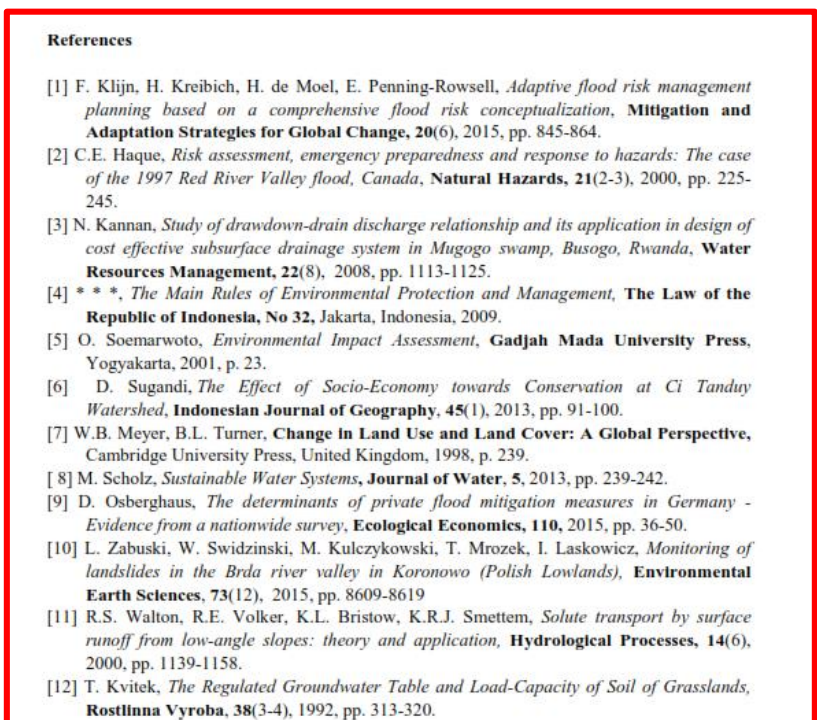 References
[1] F. Klijn, H. Kreibich, H. de Moel, E. Penning-Rowsell, Adaptive flood risk management
planning based on a comprehensive flood risk conceptualization, Mitigation and
Adaptation Strategies for Global Change, 20(6), 2015, pp. 845-864.
[2] C.E. Haque, Risk assessment, emergency preparedness and response to hazards: The case
of the 1997 Red River Valley flood, Canada, Natural Hazards, 21(2-3), 2000, pp. 225-
245.
[3] N. Kannan, Study of drawdown-drain discharge relationship and its application in design of
cost effective subsurface drainage system in Mugogo swamp, Busogo, Rwanda, Water
Resources Management, 22(8), 2008, pp. 1113-1125.
[4] * * *, The Main Rules of Environmental Protection and Management, The Law of the
Republic of Indonesia, No 32, Jakarta, Indonesia, 2009.
[5] O. Soemarwoto, Environmental Impact Assessment, Gadjah Mada University Press,
Yogyakarta, 2001, p. 23.
[6] D. Sugandi, The Effect of Socio-Economy towards Conservation at Ci Tanduy
Watershed, Indonesian Journal of Geography, 45(1), 2013, pp. 91-100.
[7] W.B. Meyer, B.L. Turner, Change in Land Use and Land Cover: A Global Perspective,
Cambridge University Press, United Kingdom, 1998, p. 239.
[ 8] M. Scholz, Sustainable Water Systems, Journal of Water, 5, 2013, pp. 239-242.
[9] D. Osberghaus, The determinants of private flood mitigation measures in Germany -
Evidence from a nationwide survey, Ecological Economics, 110, 2015, pp. 36-50.
[10] L. Zabuski, W. Swidzinski, M. Kulczykowski, T. Mrozek, I. Laskowicz, Monitoring of
landslides in the Brda river valley in Koronowo (Polish Lowlands), Environmental
Earth Sciences, 73(12), 2015, pp. 8609-8619
[11] R.S. Walton, R.E. Volker, K.L. Bristow, K.R.J. Smettem, Solute transport by surface
runoff from low-angle slopes: theory and application, Hydrological Processes, 14(6),
2000, pp. 1139-1158.
[12] T. Kvitek, The Regulated Groundwater Table and Load-Capacity of Soil of Grasslands,
Rostlinna Vyroba, 38(3-4), 1992, pp. 313-320.